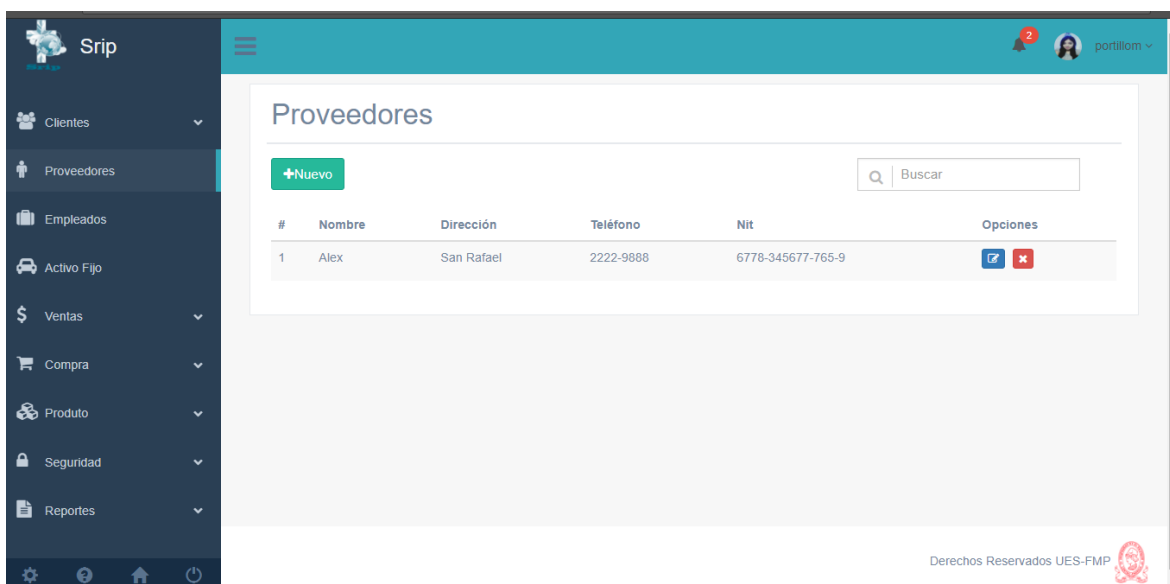 Srip
2
portillom
Clientes
Proveedores
Empleados
Activo Fijo
Ventas
Compra
Produto
Seguridad
Reportes
Proveedores
+Nuevo
Buscar
# Nombre Dirección Teléfono Nit Opciones
1 Alex San Rafael 2222-9888 6778-345677-765-9
Derechos Reservados UES-FMP